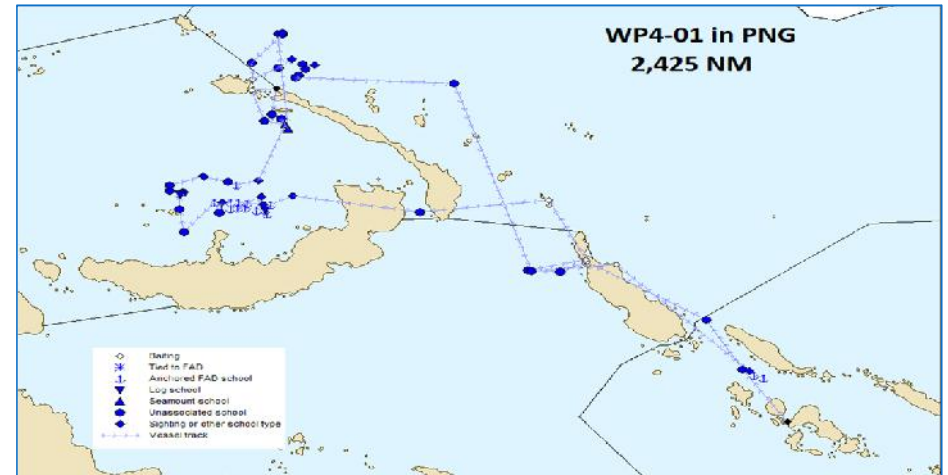 WP4-01 in PNG
2,425 NM
Baiting
Tied to FAD
Anchored FAD school
Log school
Seamount school
Unassociated school
Sighting or other school type
Vessel track